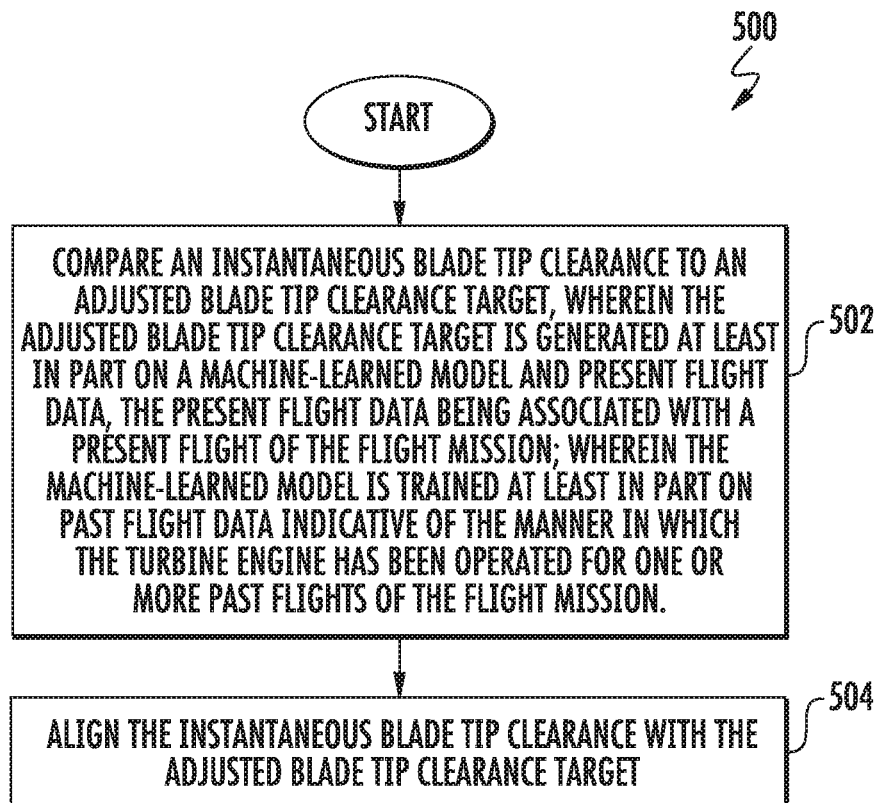 500
START
COMPARE AN INSTANTANEOUS BLADE TIP CLEARANCE TO AN
ADJUSTED BLADE TIP CLEARANCE TARGET, WHEREIN THE
ADJUSTED BLADE TIP CLEARANCE TARGET IS GENERATED AT LEAST
IN PART ON A MACHINE-LEARNED MODEL AND PRESENT FLIGHT
DATA, THE PRESENT FLIGHT DATA BEING ASSOCIATED WITH A
PRESENT FLIGHT OF THE FLIGHT MISSION; WHEREIN THE
MACHINE-LEARNED MODEL IS TRAINED AT LEAST IN PART ON
PAST FLIGHT DATA INDICATIVE OF THE MANNER IN WHICH
THE TURBINE ENGINE HAS BEEN OPERATED FOR ONE OR
MORE PAST FLIGHTS OF THE FLIGHT MISSION.
502
ALIGN THE INSTANTANEOUS BLADE TIP CLEARANCE WITH THE
ADJUSTED BLADE TIP CLEARANCE TARGET
504